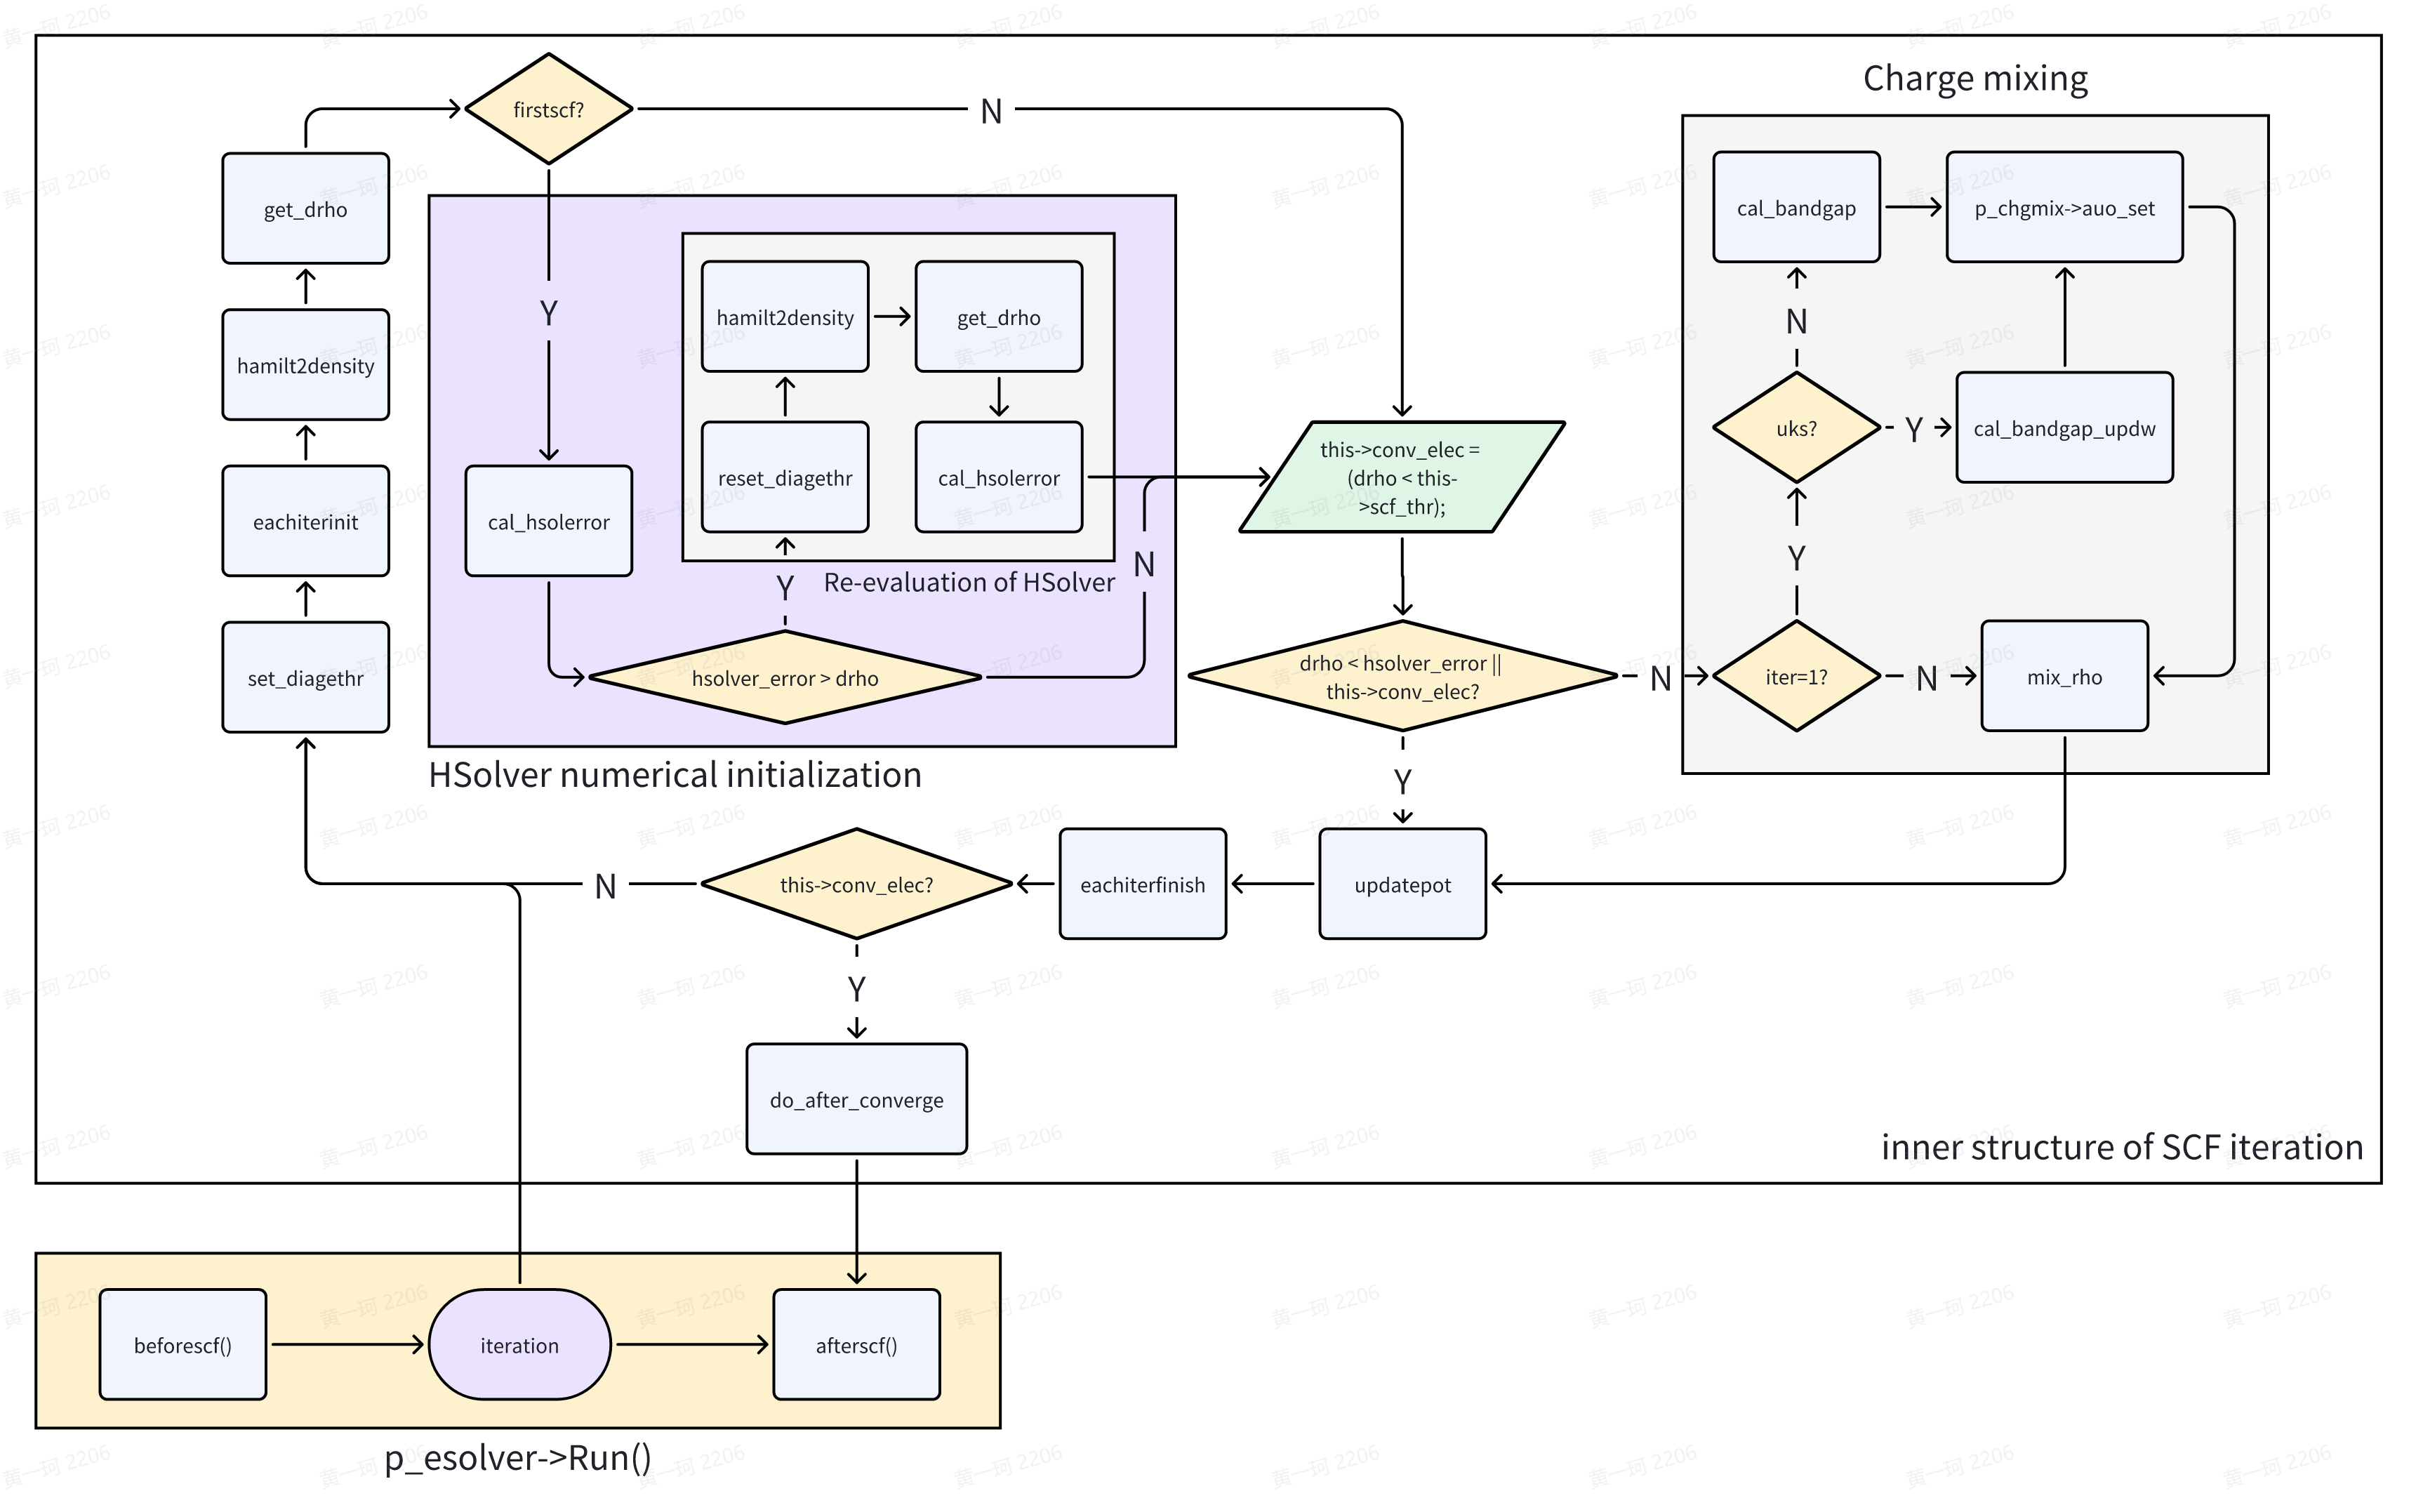 firstscf?
N
Charge mixing
get_drho
cal_bandgap
p_chgmix->auo_set
Y
hamilt2density
get_drho
N
hamilt2density
this->conv_elec =
(drho < this-
>scf_thr);
uks?
Y
cal_bandgap_updw
reset_diagethr
cal_hsolerror
eachiterinit
cal_hsolerror
Y
Re-evaluation of HSolver
N
Y
set_diagethr
hsolver_error > drho
drho < hsolver_error ||
this->conv_elec?
N
iter=1?
N
mix_rho
HSolver numerical initialization
Y
N
this->conv_elec?
eachiterfinish
updatepot
Y
do_after_converge
inner structure of SCF iteration
beforescf()
iteration
afterscf()
p_esolver->Run()
黄一珂 2206